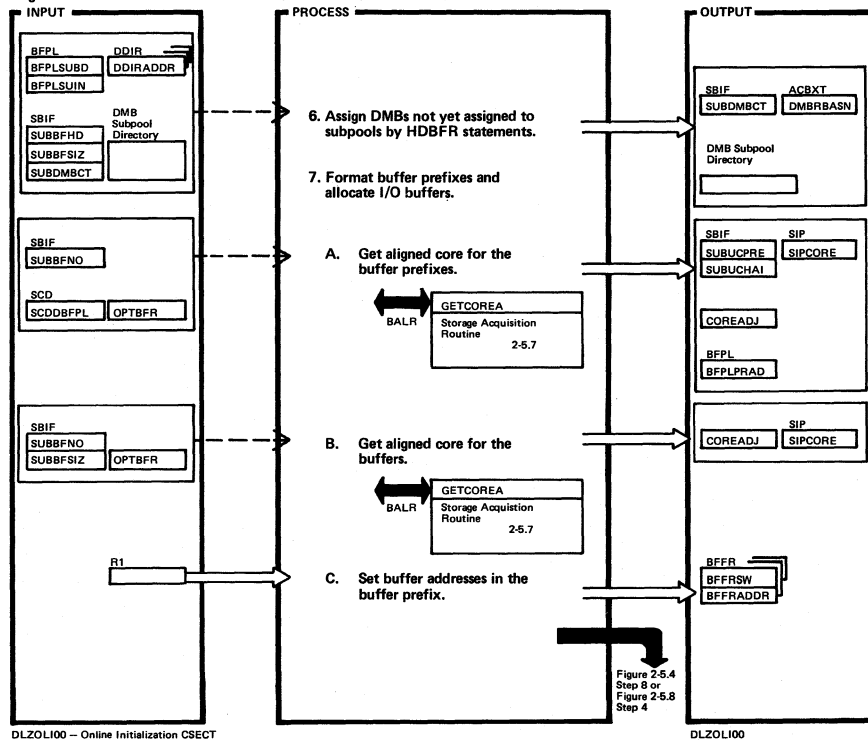 INPUT
BFPL
DDIR
BFPLSUBD
DDIRADDR
BFPLSUIN
SBIF
DMB
Subpool
Directory
SUBBFHD
SUBBFSIZ
SUBDMBCT
SBIF
SUBBFNO
SCD
SCDDBFPL
OPTBFR
SBIF
SUBBFNO
SUBBFSIZ
OPTBFR
R1
PROCESS
6. Assign DMBs not yet assigned to
subpools by HDBFR statements.
7. Format buffer prefixes and
allocate I/O buffers.
A. Get aligned core for the
buffer prefixes.
BALR
GETCOREA
Storage Acquisition
Routine
2-5.7
B. Get aligned core for the
buffers.
BALR
GETCOREA
Storage Acquistion
Routine
2-5.7
C. Set buffer addresses in the
buffer prefix.
Figure 2-5.4
Step 8 or
Figure 2-5.8
Step 4
OUTPUT
SBIF
ACBXT
SUBDMBCT
DMBRBASN
DMB Subpool
Directory
SBIF
SIP
SUBUCPRE
SIPCORE
SUBUCHAI
COREADJ
BFPL
BFPLPRAD
SIP
COREADJ
SIPCORE
BFFR
BFFRSW
BFFRADDR
DLZOLI00 – Online Initialization CSECT
DLZOLI00